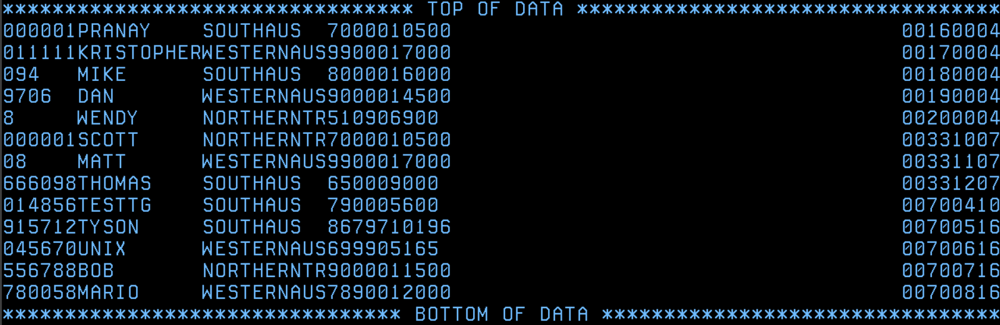 ********************************* TOP OF DATA **********************************
000001PRANAY    SOUTHAUS  7000010500                                    00160004
011111KRISTOPHERWESTERNAUS9900017000                                    00170004
094   MIKE      SOUTHAUS  8000016000                                    00180004
9706  DAN       WESTERNAUS9000014500                                    00190004
8     WENDY     NORTHERNTR510906900                                     00200004
000001SCOTT     NORTHERNTR7000010500                                    00331007
08    MATT      WESTERNAUS9900017000                                    00331107
666098THOMAS    SOUTHAUS  650009000                                     00331207
014856TESTTG    SOUTHAUS  790005600                                     00700410
915712TYSON     SOUTHAUS  8679710196                                    00700516
045670UNIX      WESTERNAUS699905165                                     00700616
556788BOB       NORTHERNTR9000011500                                    00700716
780058MARIO     WESTERNAUS7890012000                                    00700816
******************************** BOTTOM OF DATA ********************************